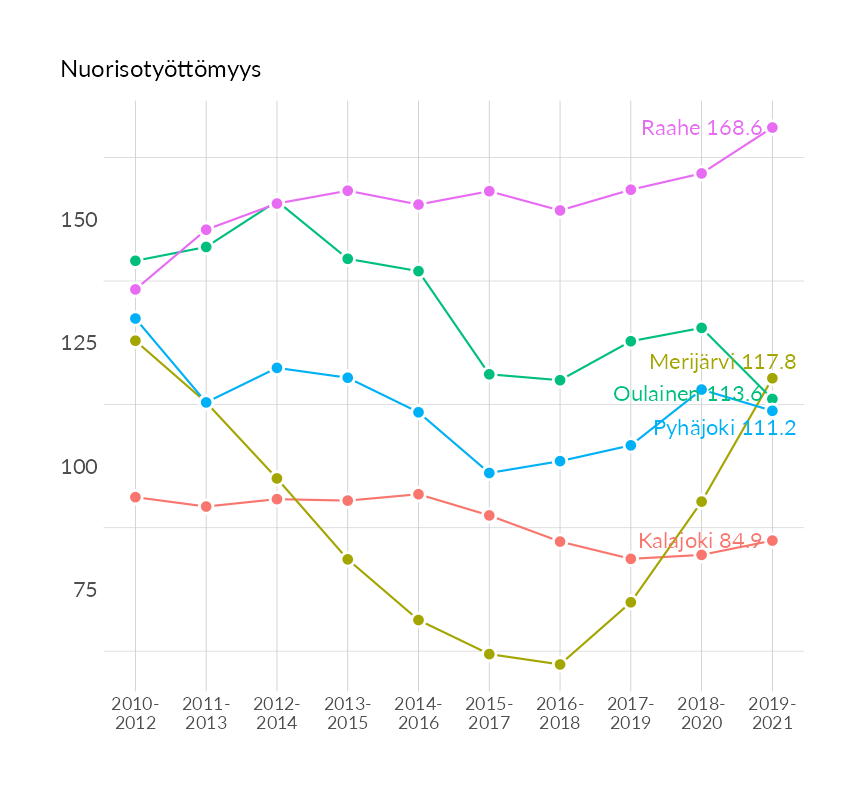 Nuorisotyöttömyys
Raahe 168.6
150
125
Merijärvi 117.8
Oulainen 113.6
Pyhäjoki 111.2
100
Kalajoki 84.9
75
2010-2012
2011-2013
2012-2014
2013-2015
2014-2016
2015-2017
2016-2018
2017-2019
2018-2020
2019-2021